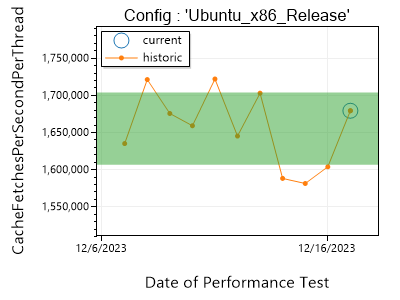 Config : 'Ubuntu_x86_Release'
CacheFetchesPerSecondPerThread
current
historic
1,750,000
1,700,000
1,650,000
1,600,000
1,550,000
12/6/2023
12/16/2023
Date of Performance Test